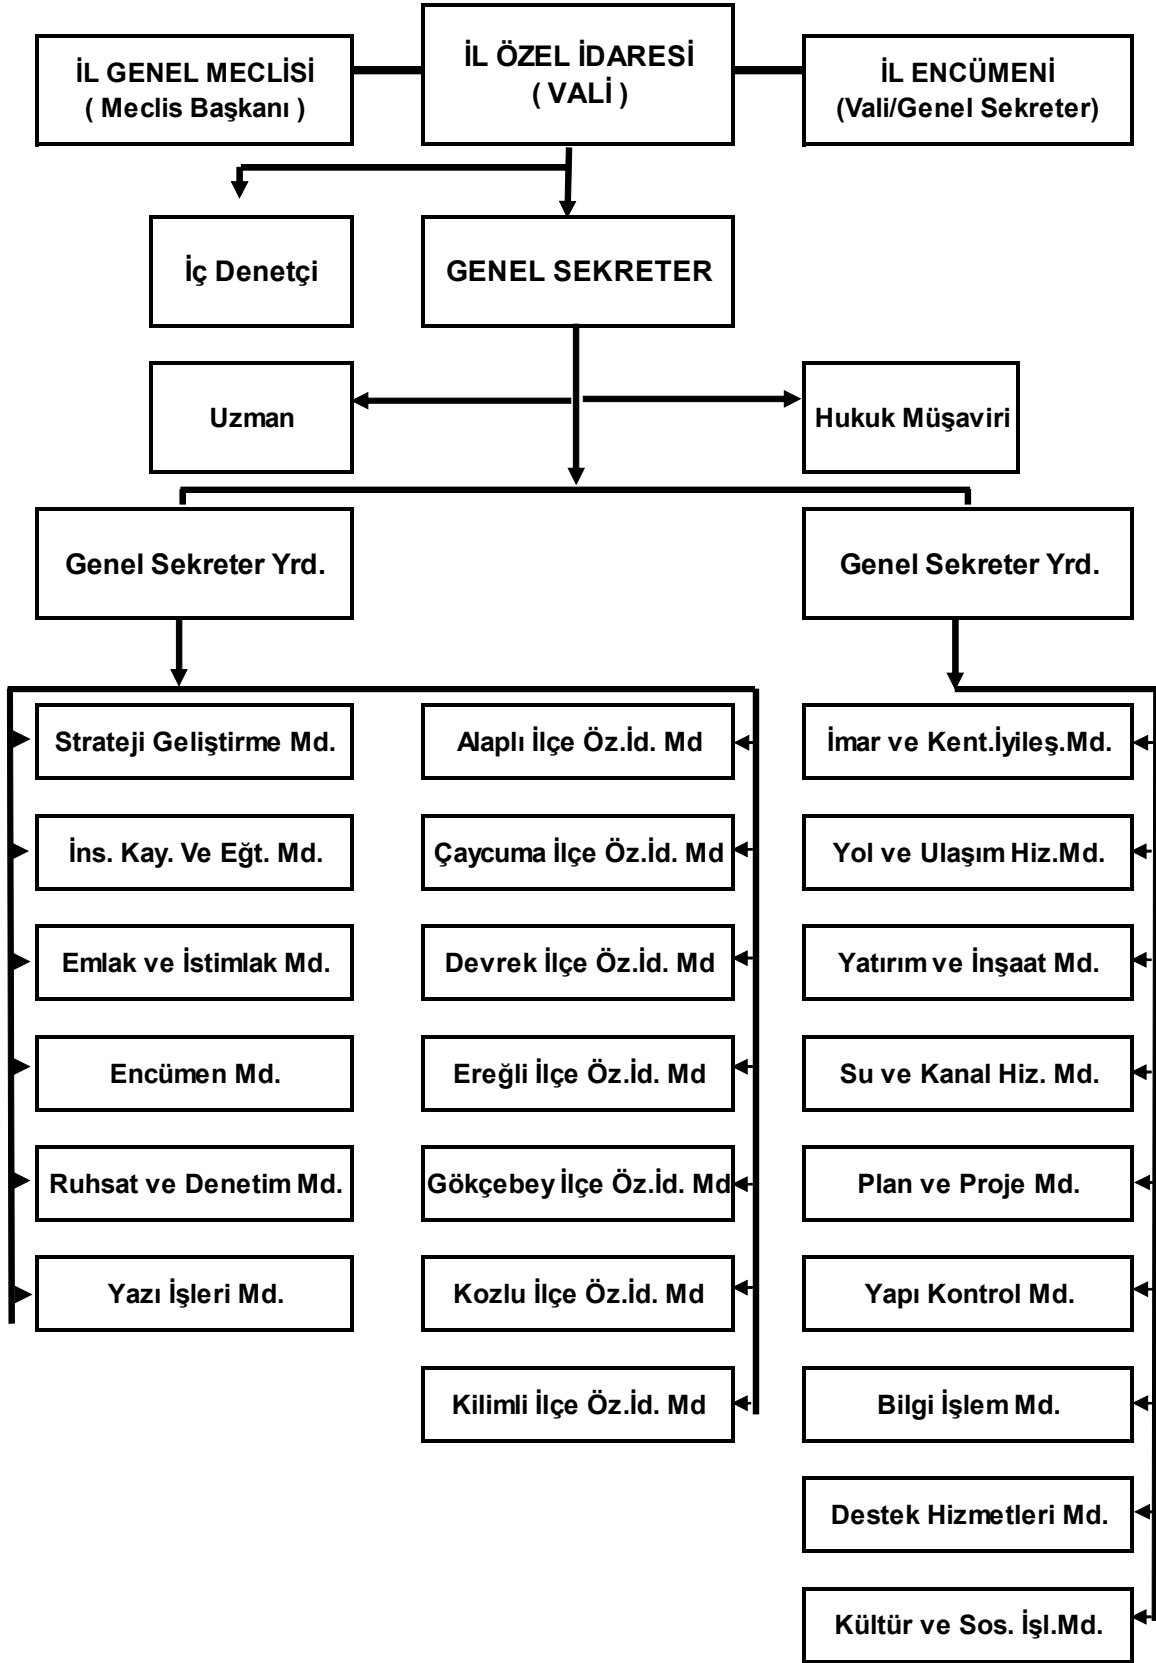 İL GENEL MECLİSİ
( Meclis Başkanı )
İL ÖZEL İDARESİ
( VALİ )
İL ENCÜMENİ
(Vali/Genel Sekreter)
İç Denetçi
GENEL SEKRETER
Uzman
Hukuk Müşaviri
Genel Sekreter Yrd.
Genel Sekreter Yrd.
Strateji Geliştirme Md.
Alaplı İlçe Öz.İd. Md
İmar ve Kent.İyileş.Md.
İns. Kay. Ve Eğt. Md.
Çaycuma İlçe Öz.İd. Md
Yol ve Ulaşım Hiz.Md.
Emlak ve İstimlak Md.
Devrek İlçe Öz.İd. Md
Yatırım ve İnşaat Md.
Encümen Md.
Ereğli İlçe Öz.İd. Md
Su ve Kanal Hiz. Md.
Ruhsat ve Denetim Md.
Gökçebey İlçe Öz.İd. Md
Plan ve Proje Md.
Yazı İşleri Md.
Kozlu İlçe Öz.İd. Md
Yapı Kontrol Md.
Kilimli İlçe Öz.İd. Md
Bilgi İşlem Md.
Destek Hizmetleri Md.
Kültür ve Sos. İşl.Md.